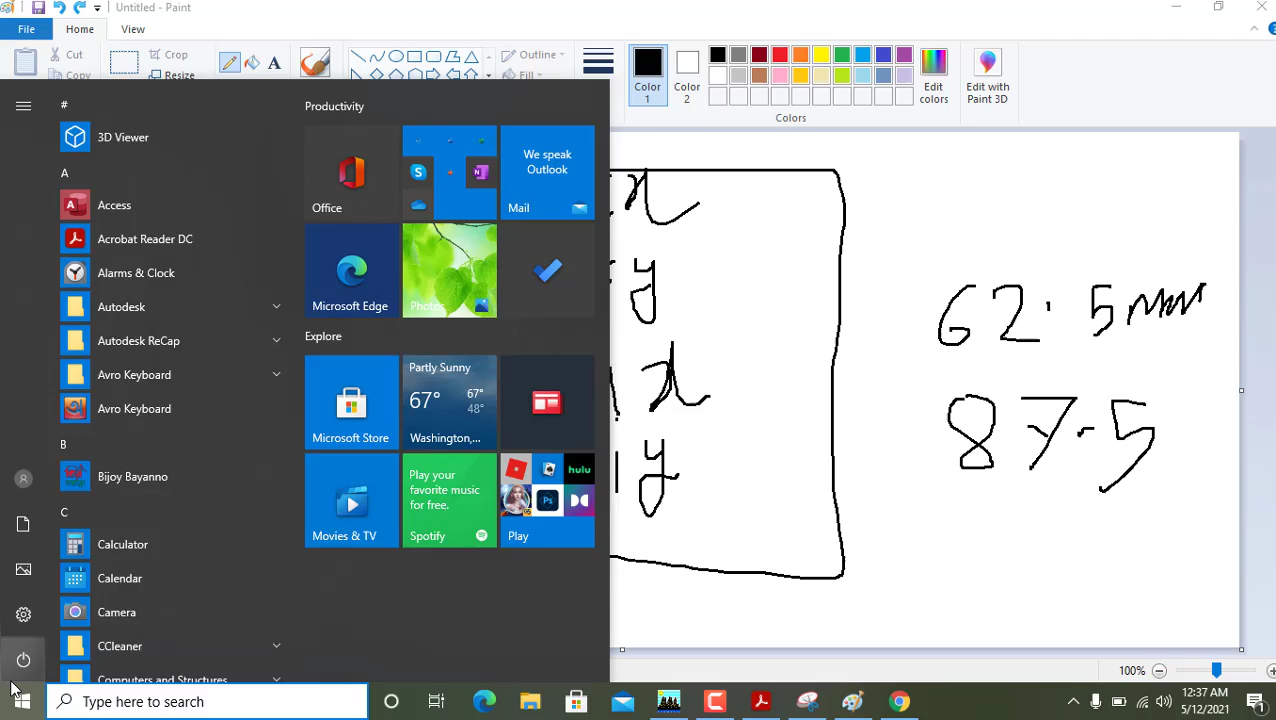 Untitled - Paint
File
Home
View
Cut
Copy
Crop
Resize
A
Outline
Fill
Color 1
Color 2
Edit colors
Edit with Paint 3D
Colors
#
3D Viewer
A
Access
Acrobat Reader DC
Alarms & Clock
Autodesk
Autodesk ReCap
Avro Keyboard
Avro Keyboard
B
Bijoy Bayanno
C
Calculator
Calendar
Camera
CCleaner
Computers and Structures
Productivity
Office
We speak Outlook
Mail
Microsoft Edge
Photos
Explore
Microsoft Store
Partly Sunny
67°
67°
48°
Washington,...
Movies & TV
Play your favorite music for free.
Spotify
hulu
Ps
Play
x
y
x
y
62.5
87.5
100%
Type here to search
12:37 AM
5/12/2021